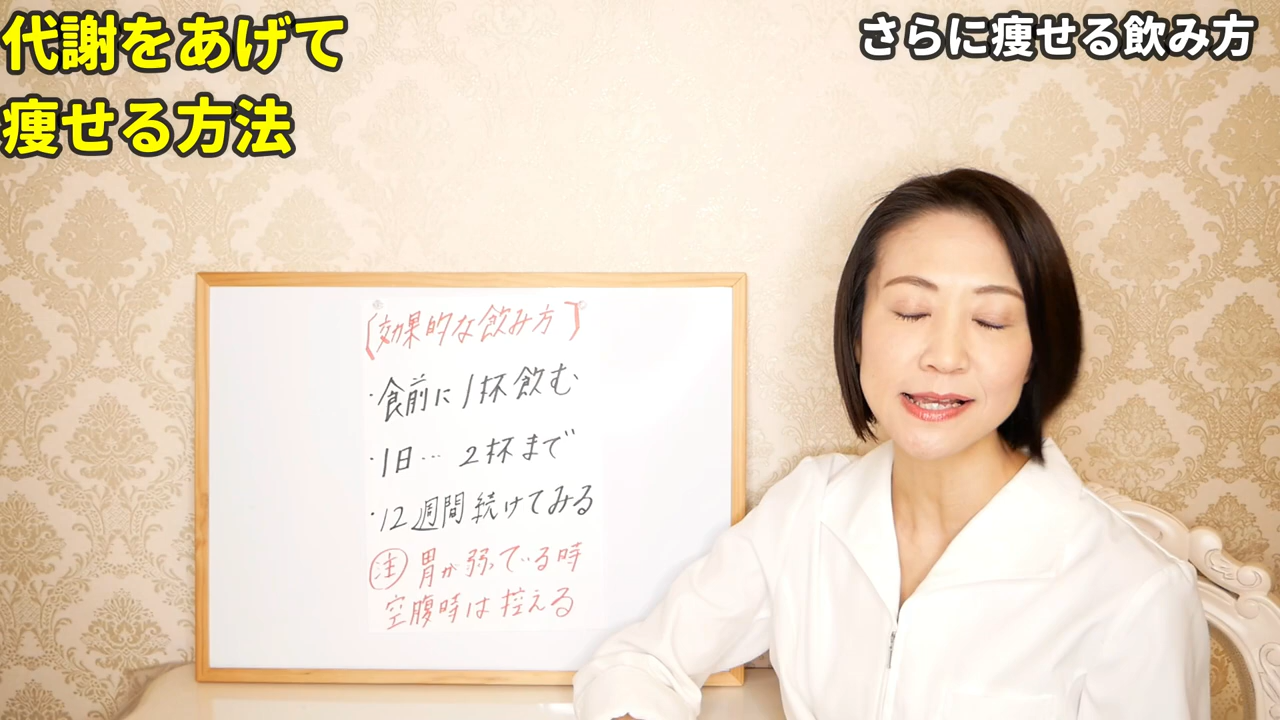 代謝をあげて
痩せる方法
さらに痩せる飲み方
【効果的な飲み方】
・食前に1杯飲む
・1日… 2杯まで
・12週間続けてみる
注 胃が弱っている時
空腹時は控える